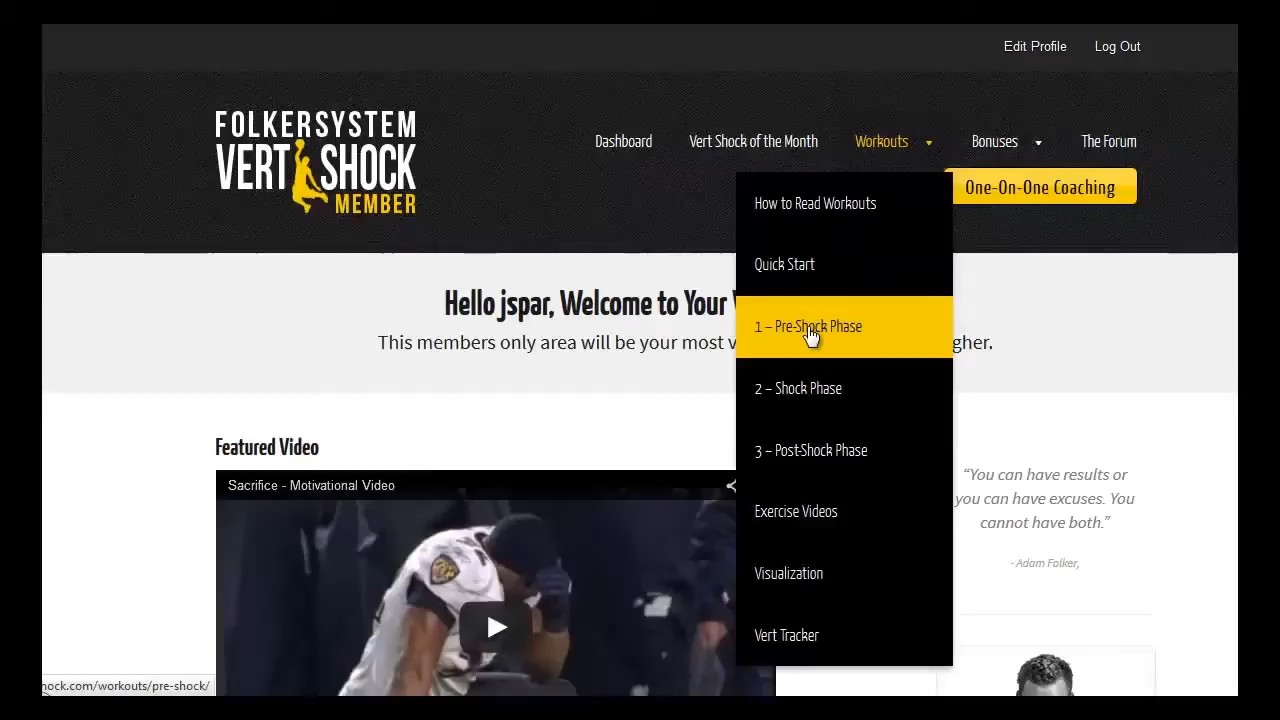 Edit Profile Log Out
FOLKERSYSTEM
VERT SHOCK
MEMBER
Dashboard Vert Shock of the Month Workouts Bonuses The Forum
One-On-One Coaching
How to Read Workouts
Quick Start
1 – Pre-Shock Phase
2 – Shock Phase
3 – Post-Shock Phase
Exercise Videos
Visualization
Vert Tracker
Hello jspar, Welcome to Your
This members only area will be your most gher.
Featured Video
Sacrifice - Motivational Video
“You can have results or
you can have excuses. You
cannot have both.”
- Adam Folker,
hock.com/workouts/pre-shock/